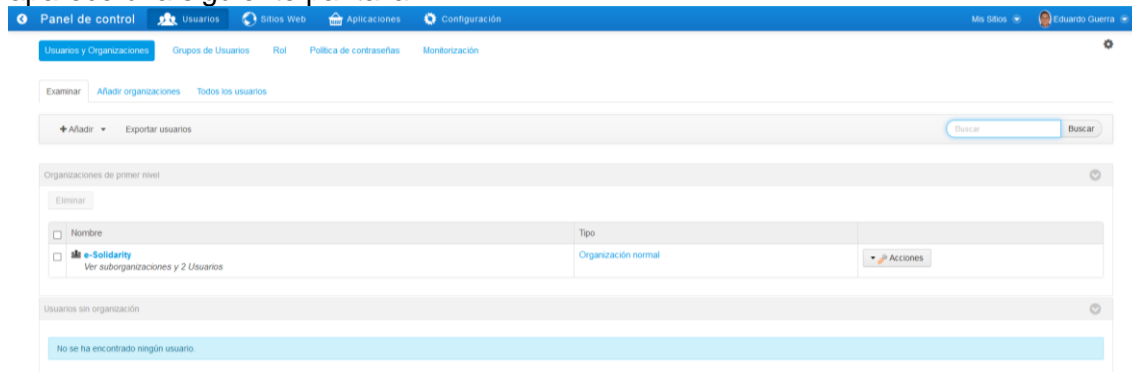 Panel de control Usuarios Sitios Web Aplicaciones Configuración Mis Sitios Eduardo Guerra
Usuarios y Organizaciones Grupos de Usuarios Rol Política de contraseñas Monitorización
Examinar Añadir organizaciones Todos los usuarios
+ Añadir Exportar usuarios Buscar Buscar
Organizaciones de primer nivel
Eliminar
Nombre Tipo
e-Solidarity Organización normal Acciones
Ver suborganizaciones y 2 Usuarios
Usuarios sin organización
No se ha encontrado ningún usuario.